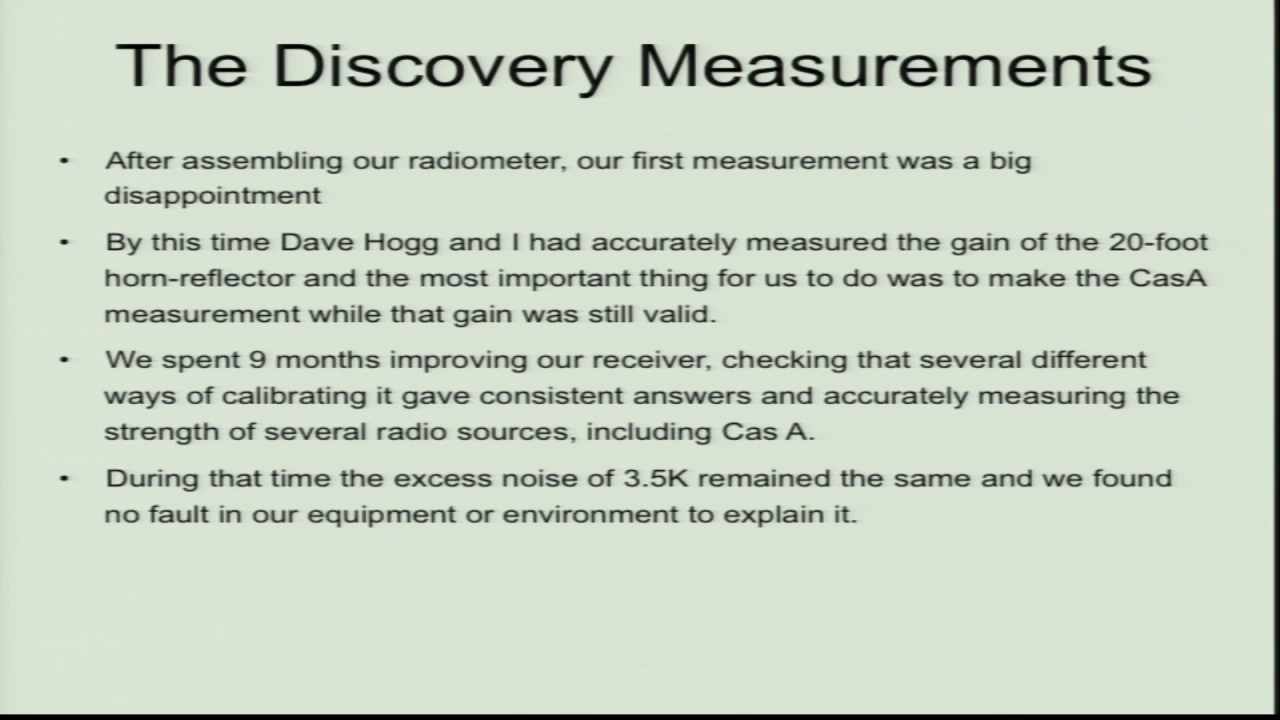 The Discovery Measurements
• After assembling our radiometer, our first measurement was a big
disappointment
• By this time Dave Hogg and I had accurately measured the gain of the 20-foot
horn-reflector and the most important thing for us to do was to make the CasA
measurement while that gain was still valid.
• We spent 9 months improving our receiver, checking that several different
ways of calibrating it gave consistent answers and accurately measuring the
strength of several radio sources, including Cas A.
• During that time the excess noise of 3.5K remained the same and we found
no fault in our equipment or environment to explain it.